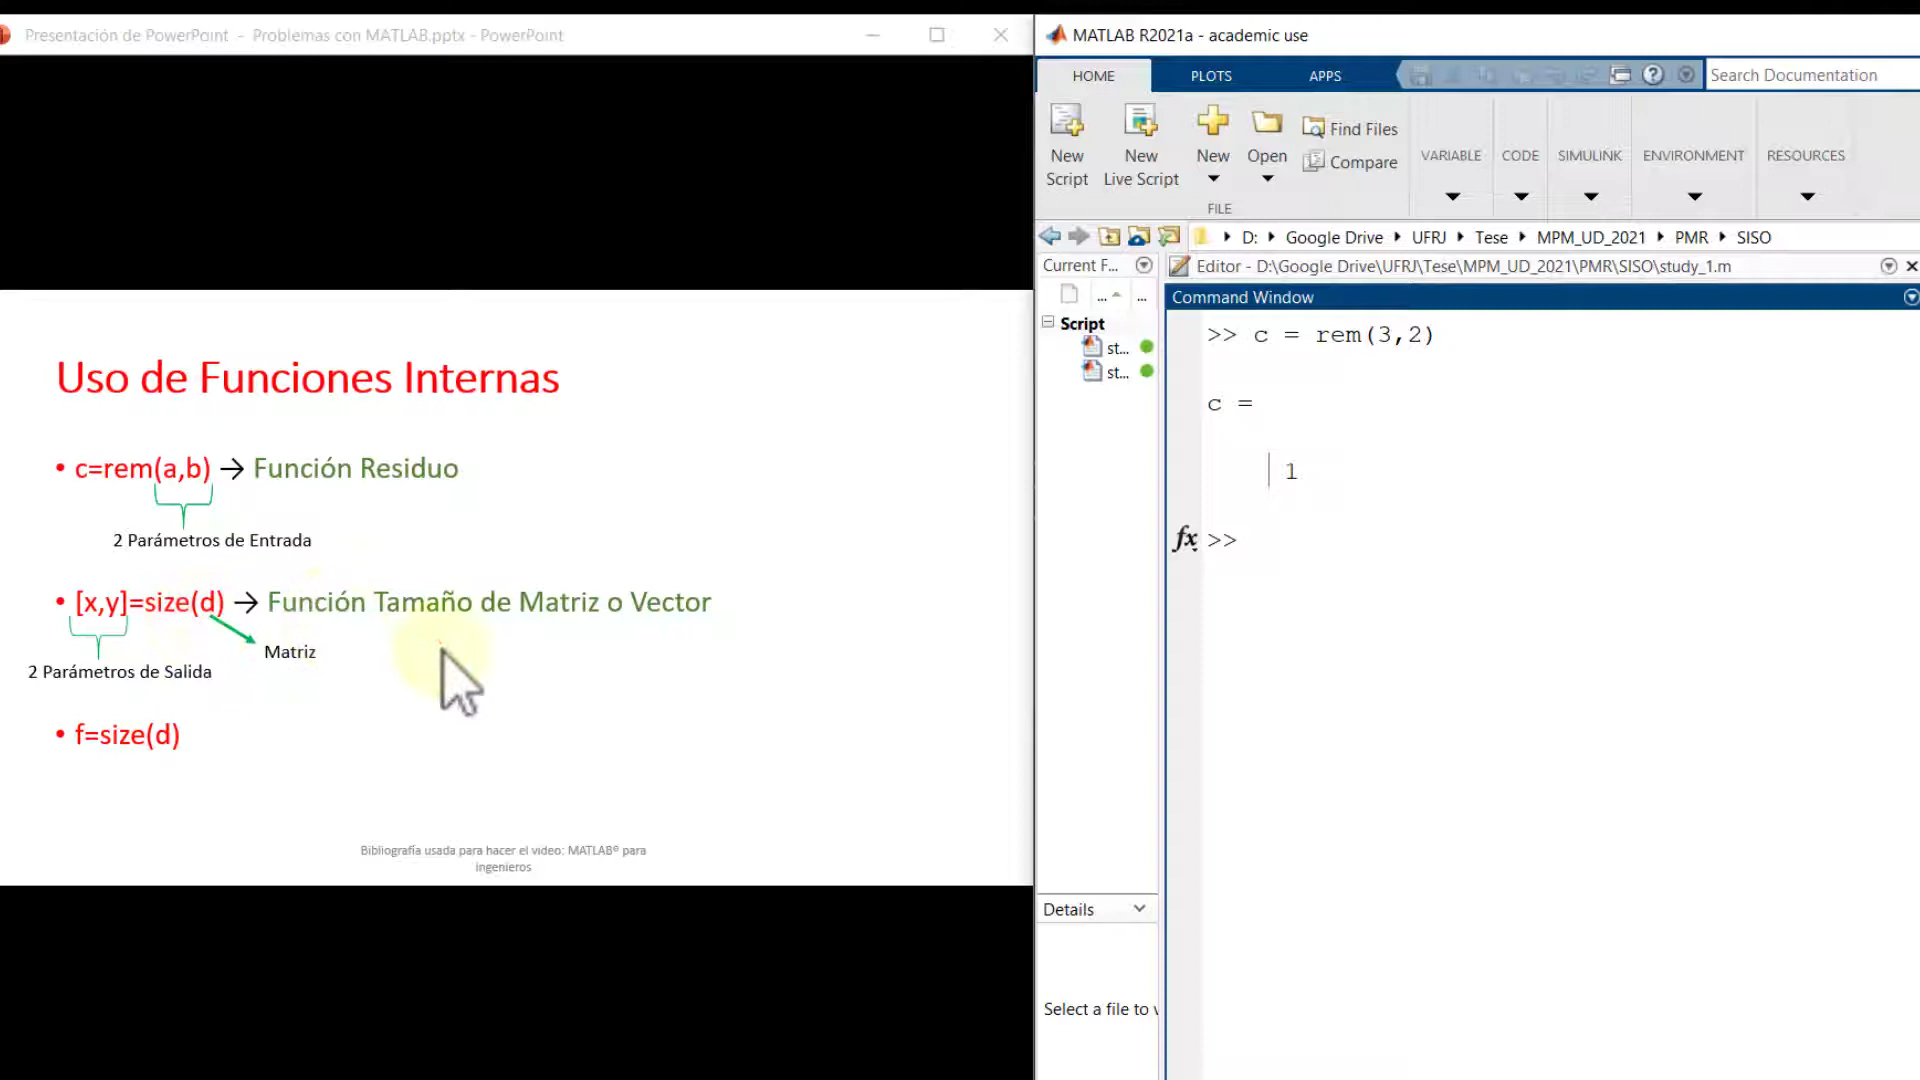 Presentación de PowerPoint - Problemas con MATLAB.pptx - PowerPoint
Uso de Funciones Internas
• c=rem(a,b) → Función Residuo
2 Parámetros de Entrada
• [x,y]=size(d) → Función Tamaño de Matriz o Vector
Matriz
2 Parámetros de Salida
• f=size(d)
Bibliografía usada para hacer el video: MATLAB® para
ingenieros
MATLAB R2021a - academic use
HOME PLOTS APPS
Search Documentation
New
Script
New
Live Script
New
Open
Find Files
Compare
FILE
VARIABLE
CODE
SIMULINK
ENVIRONMENT
RESOURCES
D: Google Drive UFRJ Tese MPM_UD_2021 PMR SISO
Current F...
Editor - D:\Google Drive\UFRJ\Tese\MPM_UD_2021\PMR\SISO\study_1.m
... ...
Script
st...
st...
Command Window
>> c = rem(3,2)
c =
1
fx >>
Details
Select a file to